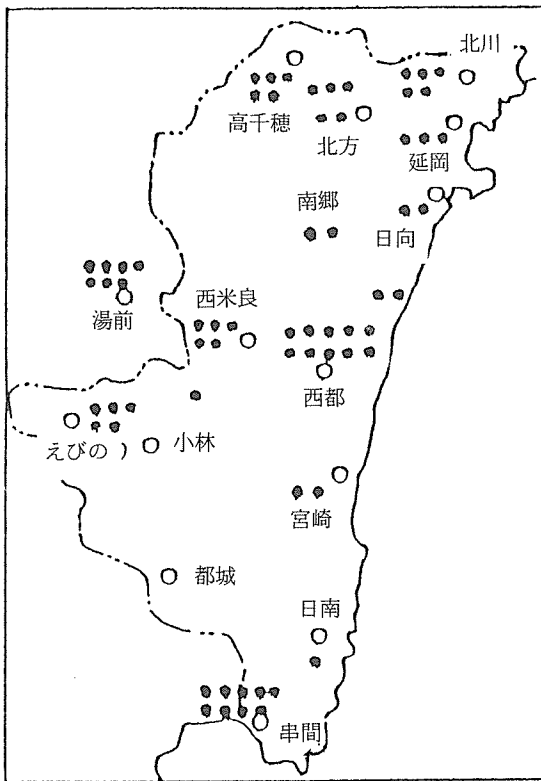 北川
高千穂
北方
延岡
南郷
日向
湯前
西米良
西都
えびの )
小林
宮崎
都城
日南
串間